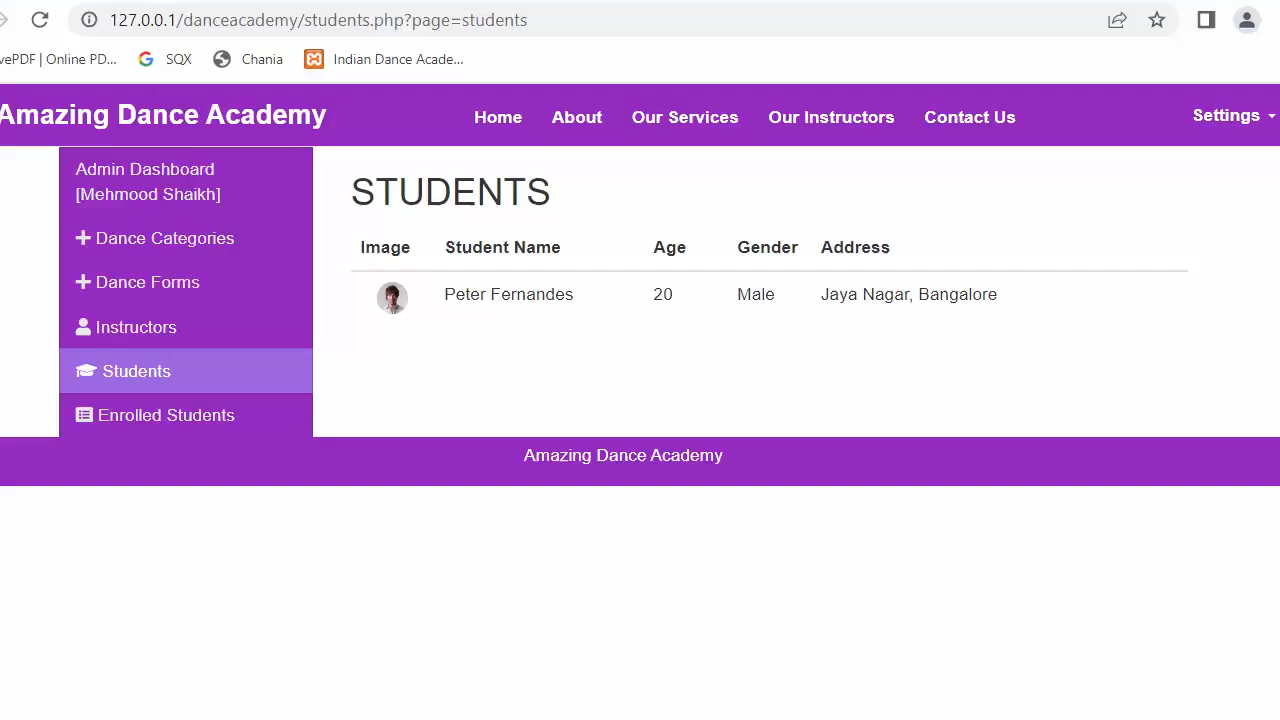 127.0.0.1/danceacademy/students.php?page=students
vePDF | Online PD... SQX Chania Indian Dance Acade...
Amazing Dance Academy Home About Our Services Our Instructors Contact Us Settings
Admin Dashboard
[Mehmood Shaikh]
Dance Categories
Dance Forms
Instructors
Students
Enrolled Students
STUDENTS
Image Student Name Age Gender Address
Peter Fernandes 20 Male Jaya Nagar, Bangalore
Amazing Dance Academy